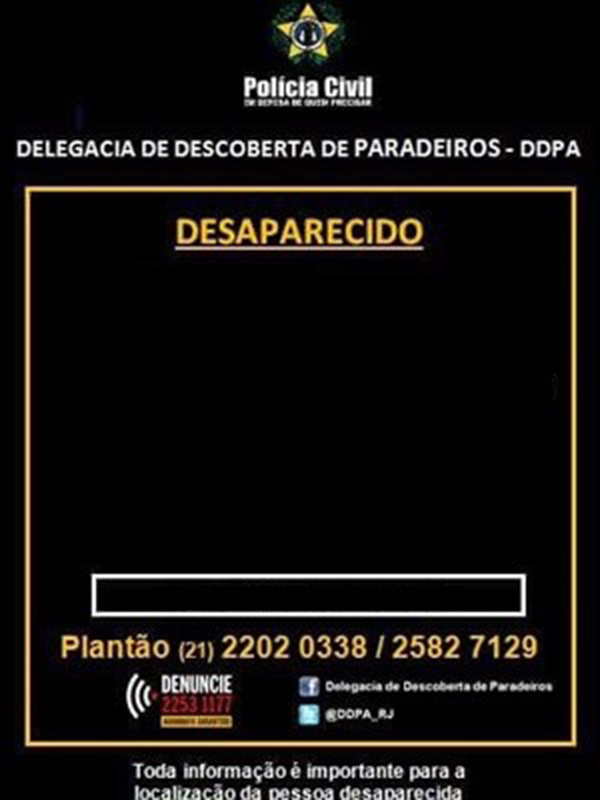 Polícia Civil
EM DEFESA DE QUEM PRECISAR
DELEGACIA DE DESCOBERTA DE PARADEIROS - DDPA
DESAPARECIDO
Plantão (21) 2202 0338 / 2582 7129
DENUNCIE
2253 1177
ANONIMATO GARANTIDO
Delegacia de Descoberta de Paradeiros
@DDPA_RJ
Toda informação é importante para a
localização da pessoa desaparecida